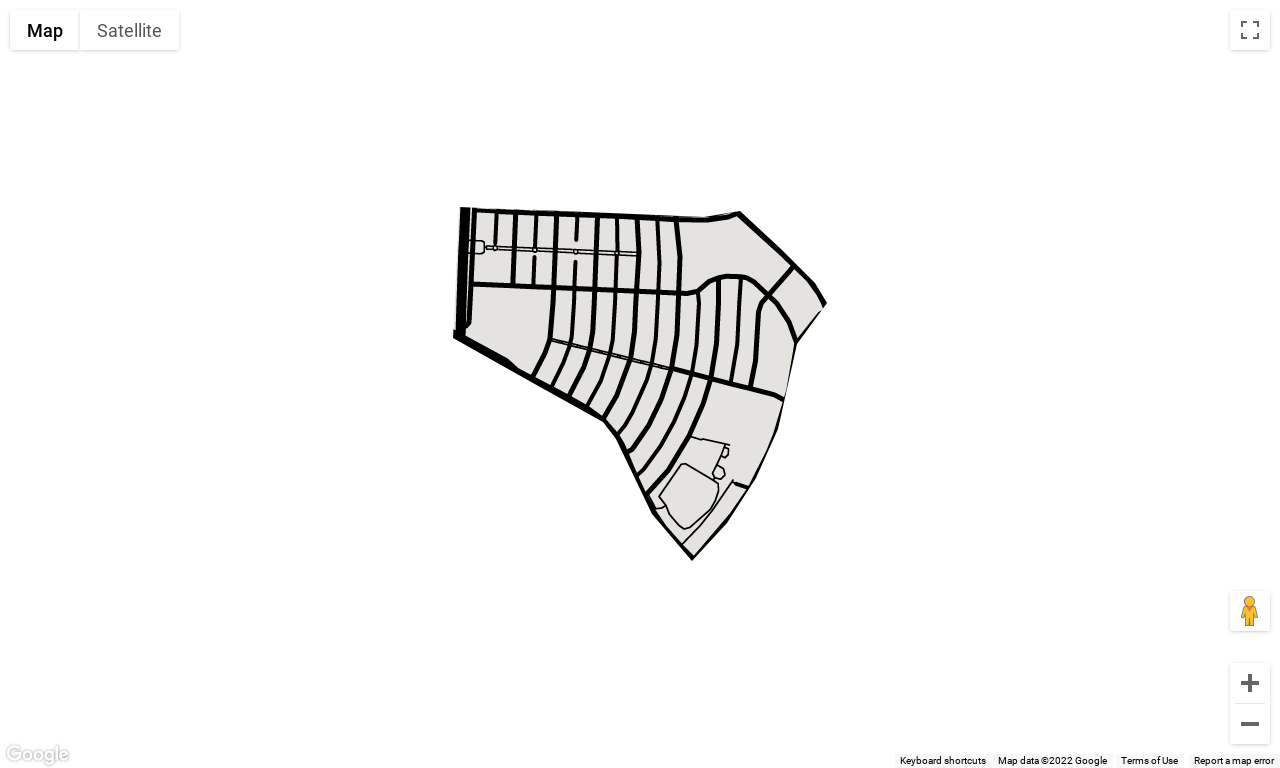 Map Satellite
Google
Keyboard shortcuts Map data ©2022 Google Terms of Use Report a map error